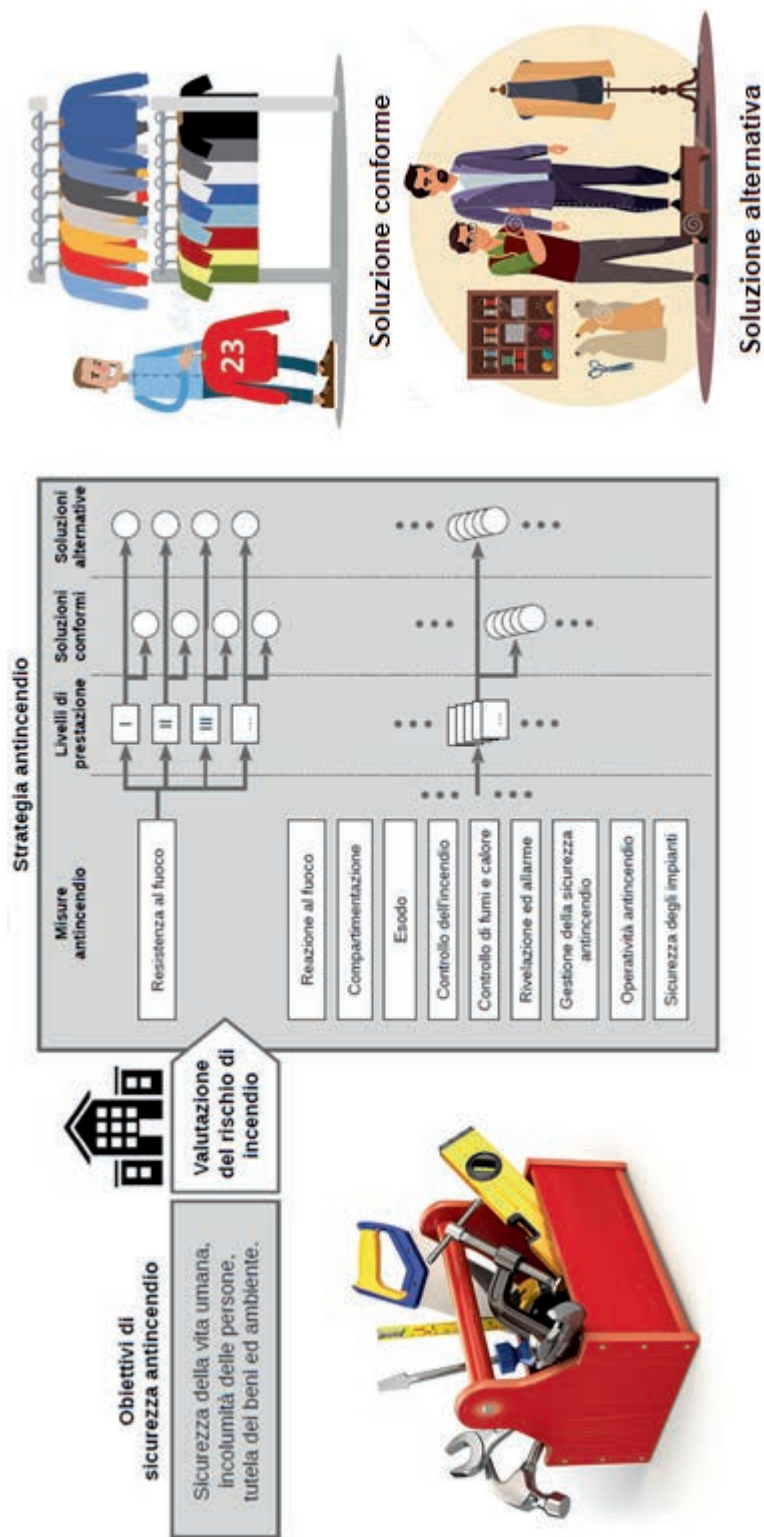 Obiettivi di
sicurezza antincendio
Sicurezza della vita umana,
incolumità delle persone,
tutela dei beni ed ambiente.
Valutazione
del rischio di
incendio
Strategia antincendio
Misure
antincendio
Livelli di
prestazione
Soluzioni
conformi
Soluzioni
alternative
Resistenza al fuoco
I
II
III
...
Reazione al fuoco
Compartimentazione
Esodo
Controllo dell'incendio
Controllo di fumi e calore
Rivelazione ed allarme
Gestione della sicurezza
antincendio
Operatività antincendio
Sicurezza degli impianti
...
23
Soluzione conforme
Soluzione alternativa